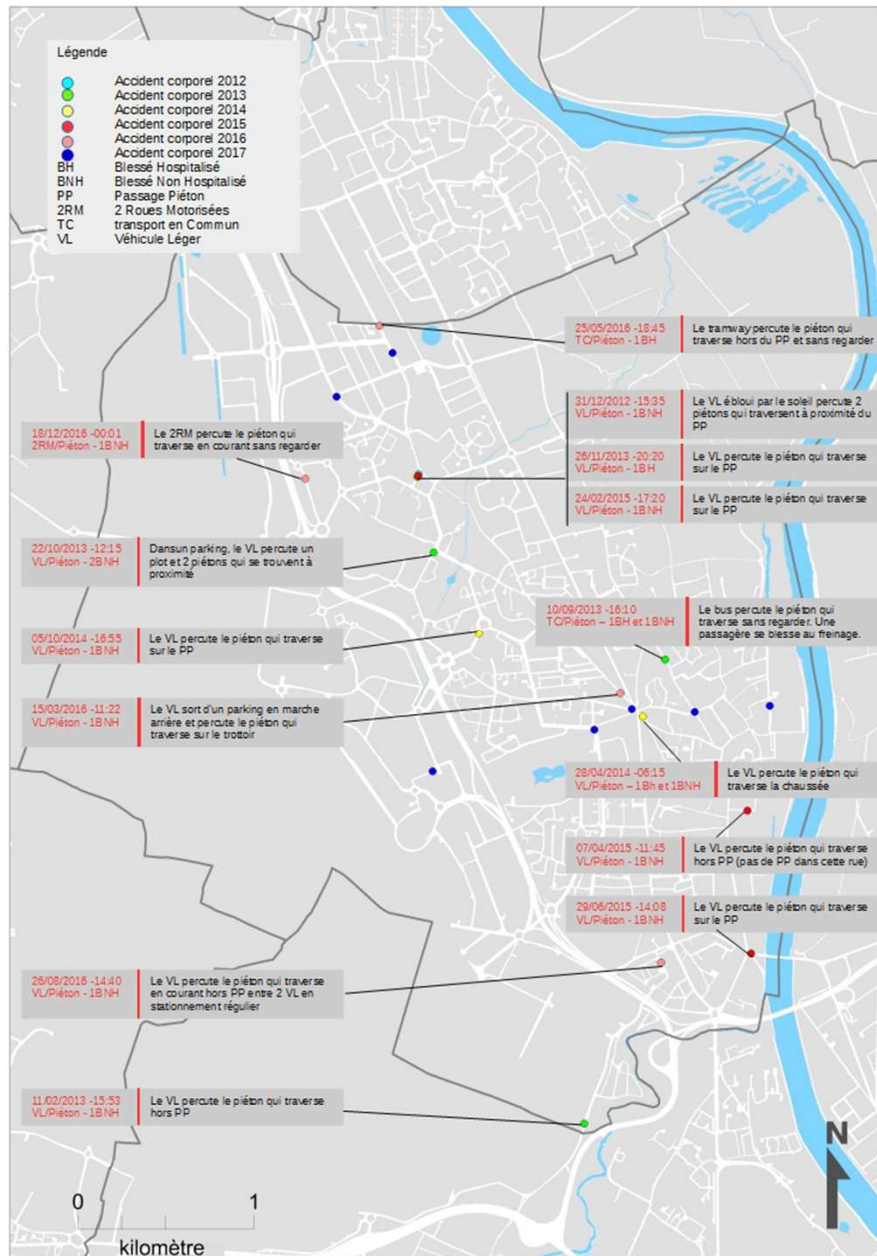 Légende
Accident corporel 2012
Accident corporel 2013
Accident corporel 2014
Accident corporel 2015
Accident corporel 2016
Accident corporel 2017
BH Blessé Hospitalisé
BNH Blessé Non Hospitalisé
PP Passage Piéton
2RM 2 Roues Motorisées
TC transport en Commun
VL Véhicule Léger
25/05/2016 -18:45
TC/Piéton - 1BH
Le tramway percute le piéton qui
traverse hors du PP et sans regarder
31/12/2012 -15:35
VL/Piéton - 1BNH
Le VL ébloui par le soleil percute 2
piétons qui traversent à proximité du
PP
26/11/2013 -20:20
VL/Piéton - 1BH
Le VL percute le piéton qui traverse
sur le PP
24/02/2015 -17:20
VL/Piéton - 1BNH
Le VL percute le piéton qui traverse
sur le PP
18/12/2016 -00:01
2RM/Piéton - 1BNH
Le 2RM percute le piéton qui
traverse en courant sans regarder
22/10/2013 -12:15
VL/Piéton - 2BNH
Dansun parking, le VL percute un
plot et 2 piétons qui se trouvent à
proximité
10/09/2013 -16:10
TC/Piéton – 1BH et 1BNH
Le bus percute le piéton qui
traverse sans regarder. Une
passagère se blesse au freinage.
05/10/2014 -16:55
VL/Piéton - 1BNH
Le VL percute le piéton qui traverse
sur le PP
15/03/2016 -11:22
VL/Piéton - 1BNH
Le VL sort d'un parking en marche
arrière et percute le piéton qui
traverse sur le trottoir
28/04/2014 -06:15
VL/Piéton – 1Bh et 1BNH
Le VL percute le piéton qui
traverse la chaussée
07/04/2015 -11:45
VL/Piéton - 1BNH
Le VL percute le piéton qui traverse
hors PP (pas de PP dans cette rue)
29/06/2015 -14:08
VL/Piéton - 1BNH
Le VL percute le piéton qui traverse
sur le PP
26/08/2016 -14:40
VL/Piéton - 1BNH
Le VL percute le piéton qui traverse
en courant hors PP entre 2 VL en
stationnement régulier
11/02/2013 -15:53
VL/Piéton - 1BNH
Le VL percute le piéton qui traverse
hors PP
N
0 1
kilomètre